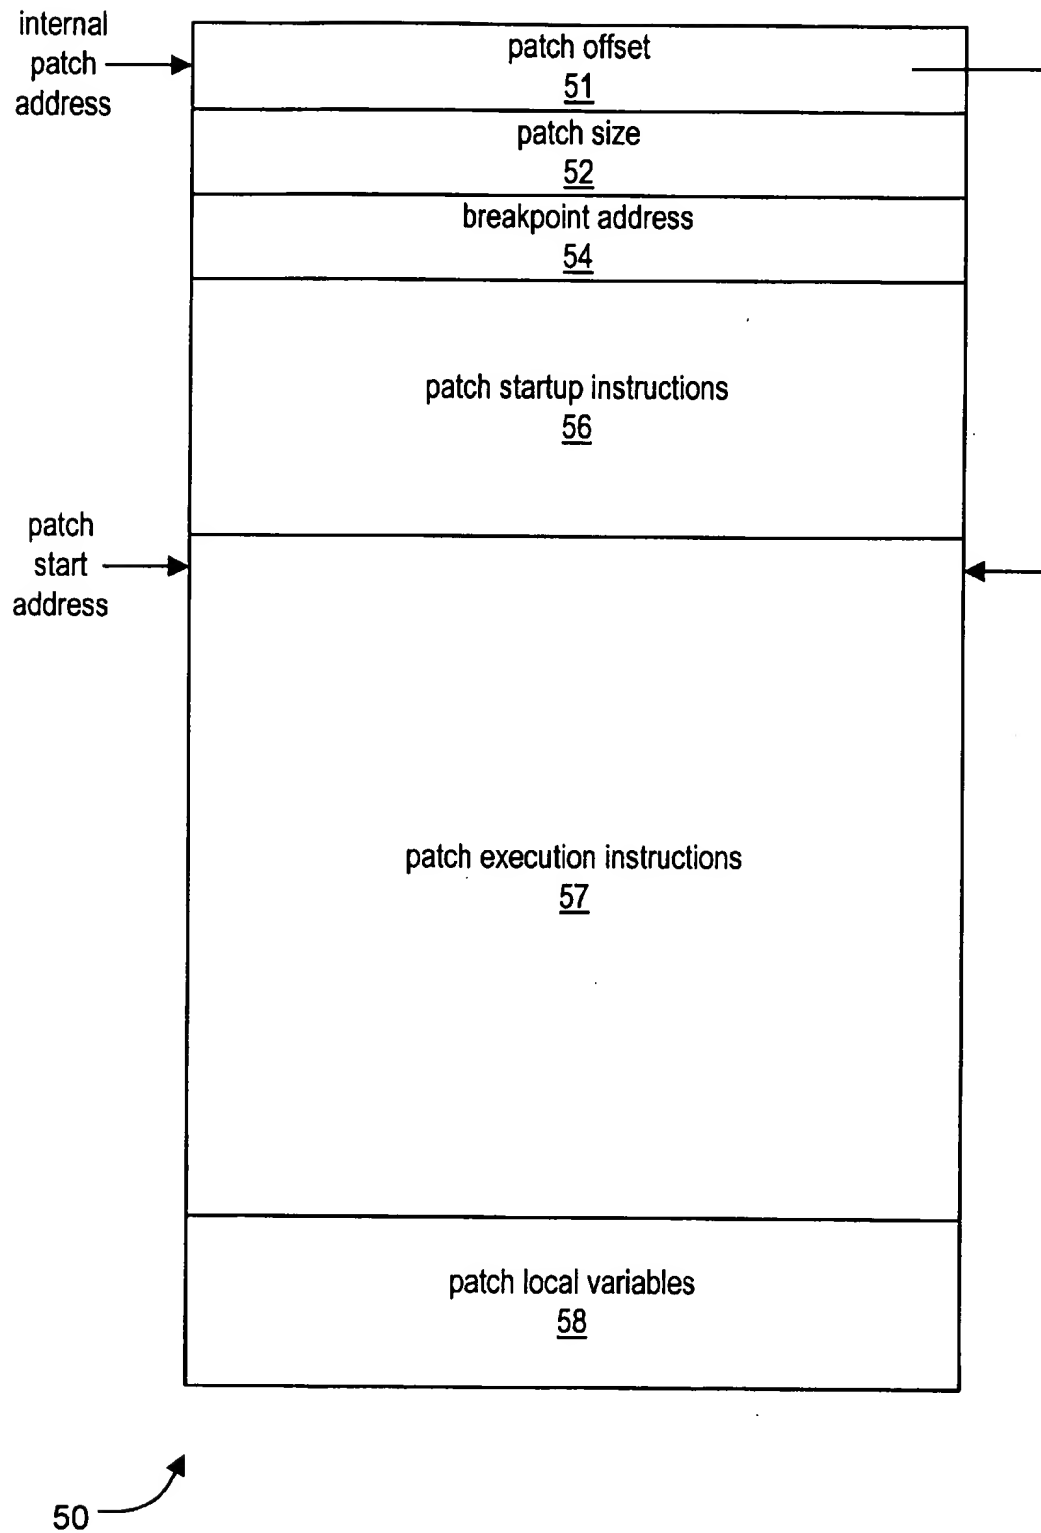 internal
patch
address
patch offset
51
patch size
52
breakpoint address
54
patch startup instructions
56
patch
start
address
patch execution instructions
57
patch local variables
58
50